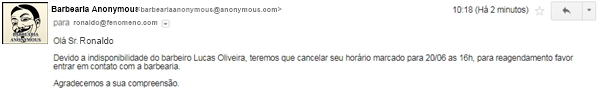 Barbearia Anonymous <barbeariaanonymous@anonymous.com> 10:18 (Há 2 minutos)
para ronaldo@fenomeno.com
BARBEARIA
ANONYMOUS
Olá Sr. Ronaldo
Devido a indisponibilidade do barbeiro Lucas Oliveira, teremos que cancelar seu horário marcado para 20/06 as 16h, para reagendamento favor
entrar em contato com a barbearia.
Agradecemos a sua compreensão.